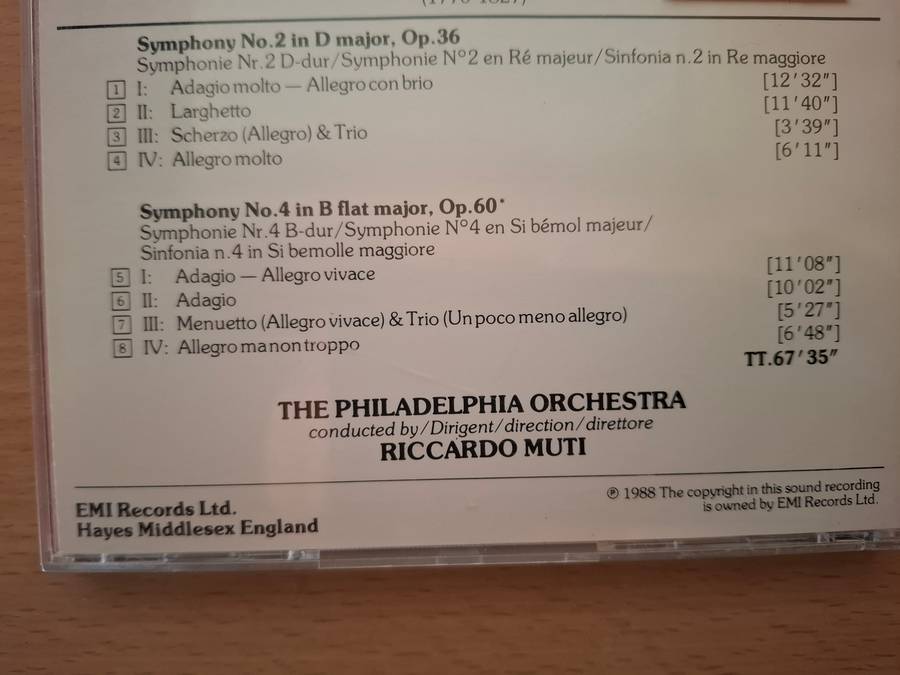 (1770-1827)
Symphony No.2 in D major, Op.36
Symphonie Nr.2 D-dur/Symphonie N°2 en Ré majeur/Sinfonia n.2 in Re maggiore
1 I: Adagio molto — Allegro con brio [12'32"]
2 II: Larghetto [11'40"]
3 III: Scherzo (Allegro) & Trio [3'39"]
4 IV: Allegro molto [6'11"]
Symphony No.4 in B flat major, Op.60*
Symphonie Nr.4 B-dur/Symphonie N°4 en Si bémol majeur/
Sinfonia n.4 in Si bemolle maggiore
5 I: Adagio — Allegro vivace [11'08"]
6 II: Adagio [10'02"]
7 III: Menuetto (Allegro vivace) & Trio (Un poco meno allegro) [5'27"]
8 IV: Allegro ma non troppo [6'48"]
TT.67'35"
THE PHILADELPHIA ORCHESTRA
conducted by/Dirigent/direction/direttore
RICCARDO MUTI
EMI Records Ltd.
Hayes Middlesex England
℗ 1988 The copyright in this sound recording
is owned by EMI Records Ltd.